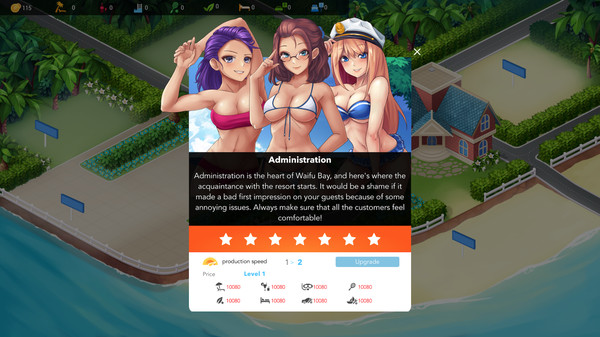 115 0 0 0 0 0 0 0
Administration
Administration is the heart of Waifu Bay, and here's where the
acquaintance with the resort starts. It would be a shame if it
made a bad first impression on your guests because of some
annoying issues. Always make sure that all the customers feel
comfortable!
production speed 1 - 2 Upgrade
Price Level 1
10080 10080 10080 10080
10080 10080 10080 10080